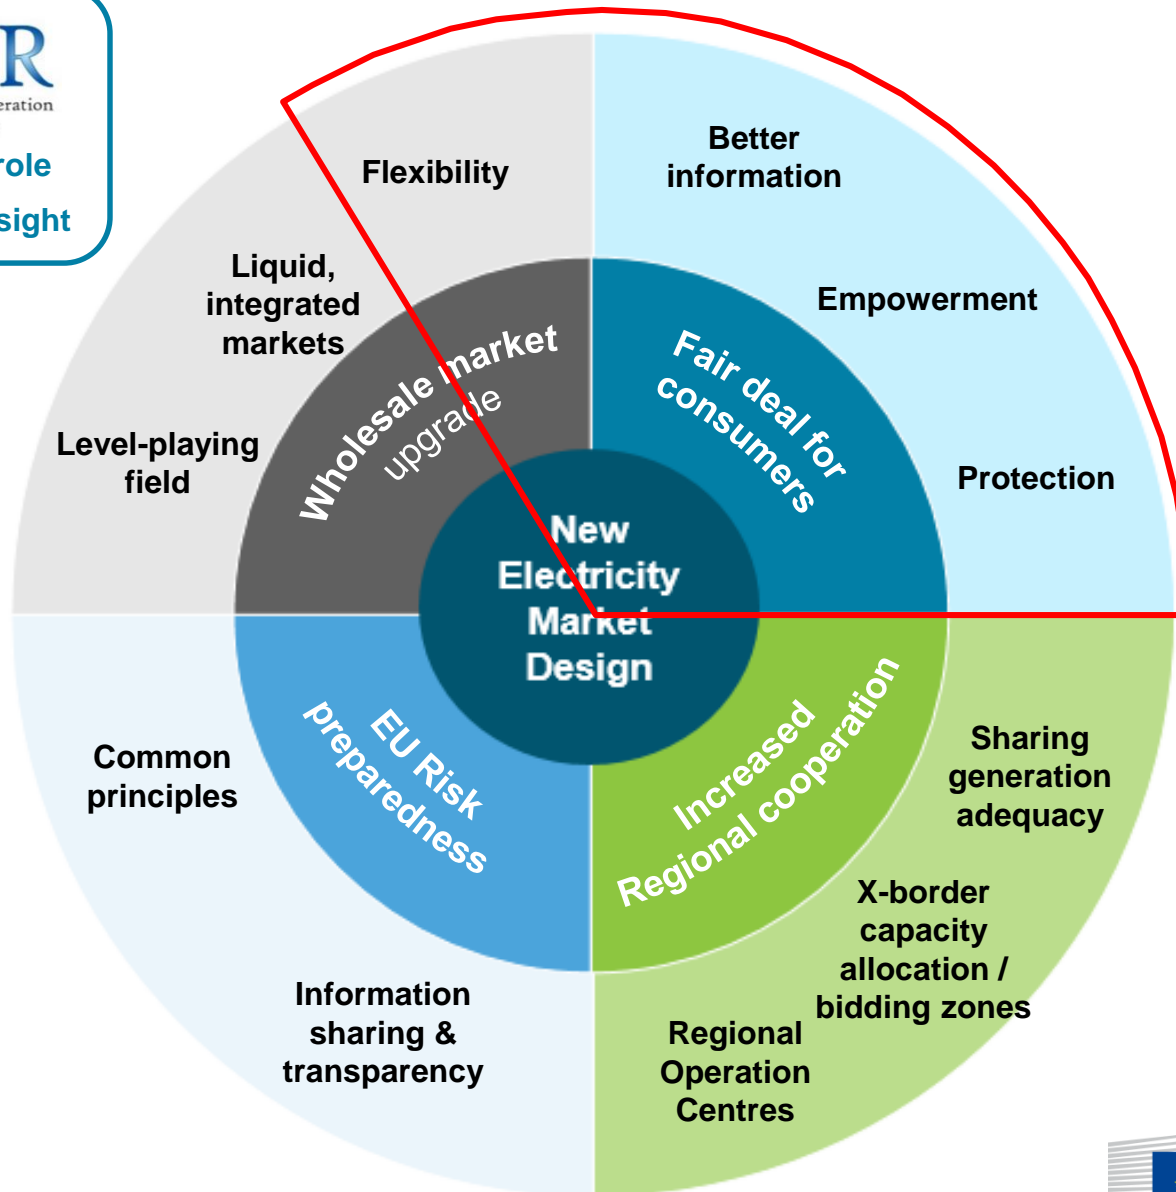 R
eration
role
sight
Flexibility
Better
information
Liquid,
integrated
markets
Empowerment
Wholesale market
upgrade
Fair deal for
consumers
Level-playing
field
Protection
New
Electricity
Market
Design
Common
principles
EU Risk
preparedness
Increased
Regional cooperation
Sharing
generation
adequacy
X-border
capacity
allocation /
bidding zones
Information
sharing &
transparency
Regional
Operation
Centres